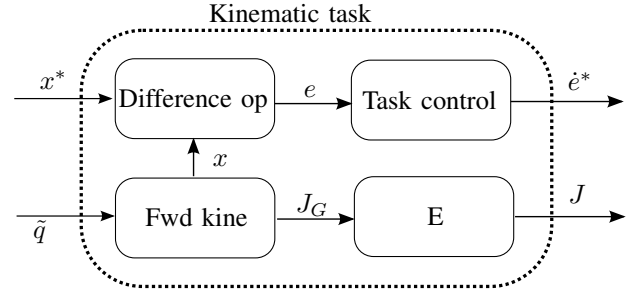 Kinematic task
x* Difference op e Task control ė*
x
q̃ Fwd kine J_G E J